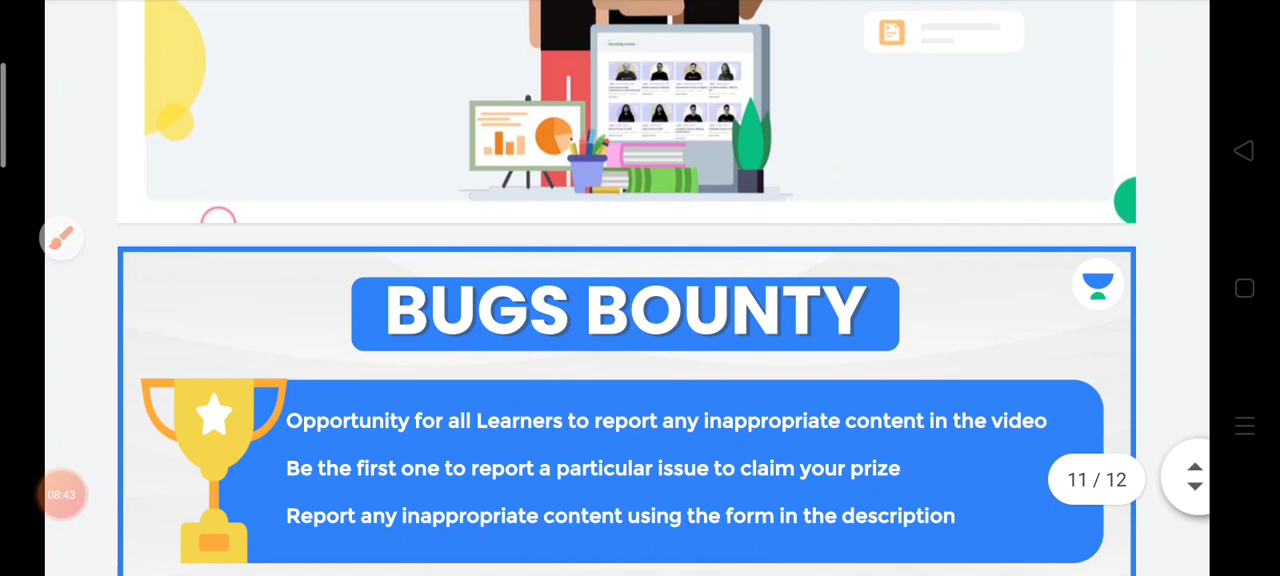 BUGS BOUNTY
Opportunity for all Learners to report any inappropriate content in the video
Be the first one to report a particular issue to claim your prize
11 / 12
Report any inappropriate content using the form in the description
08:43